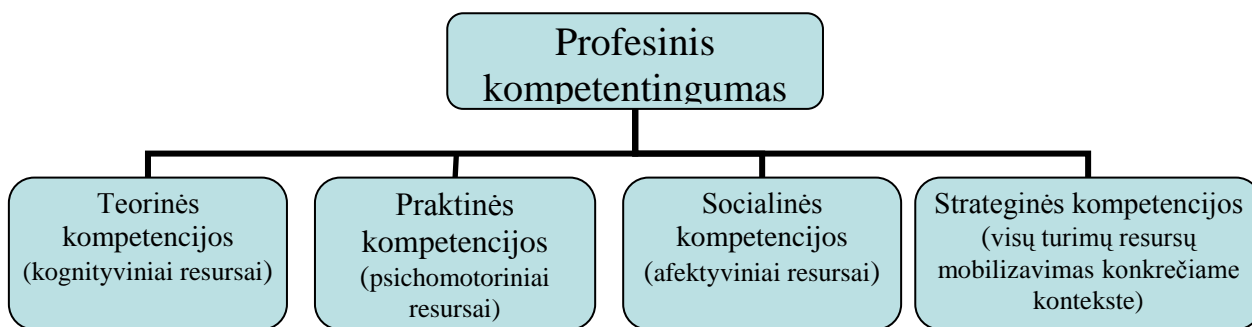 Profesinis
kompetentingumas
Teorinės
kompetencijos
(kognityviniai resursai)
Praktinės
kompetencijos
(psichomotoriniai
resursai)
Socialinės
kompetencijos
(afektyviniai resursai)
Strateginės kompetencijos
(visų turimų resursų
mobilizavimas konkrečiame
kontekste)